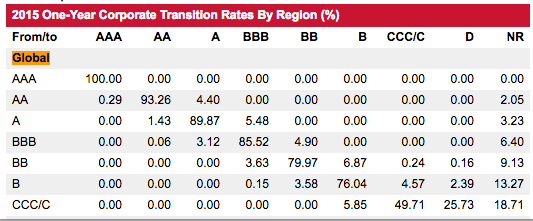 2015 One-Year Corporate Transition Rates By Region (%)
From/to AAA AA A BBB BB B CCC/C D NR
Global
AAA 100.00 0.00 0.00 0.00 0.00 0.00 0.00 0.00 0.00
AA 0.29 93.26 4.40 0.00 0.00 0.00 0.00 0.00 2.05
A 0.00 1.43 89.87 5.48 0.00 0.00 0.00 0.00 3.23
BBB 0.00 0.06 3.12 85.52 4.90 0.00 0.00 0.00 6.40
BB 0.00 0.00 0.00 3.63 79.97 6.87 0.24 0.16 9.13
B 0.00 0.00 0.00 0.15 3.58 76.04 4.57 2.39 13.27
CCC/C 0.00 0.00 0.00 0.00 0.00 5.85 49.71 25.73 18.71